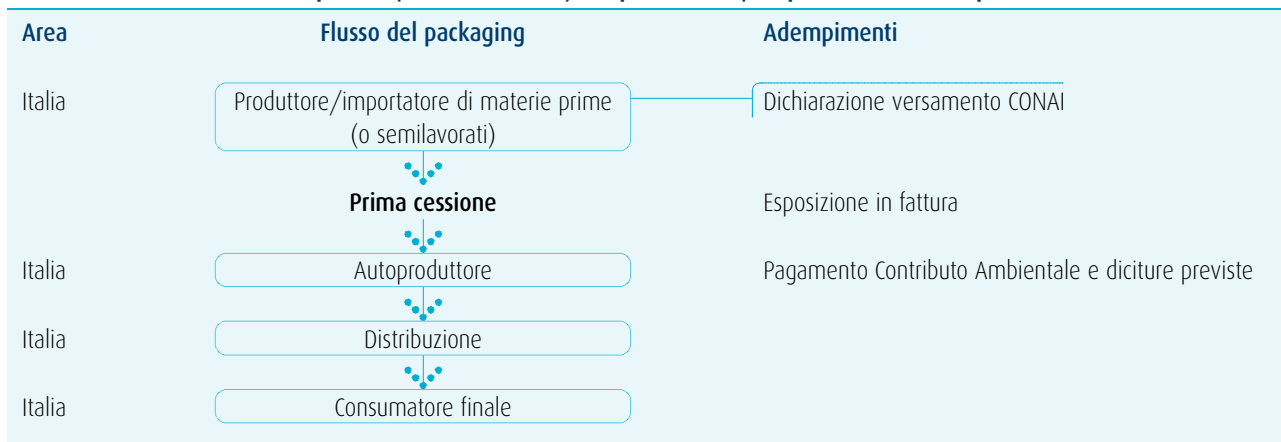 Area Flusso del packaging Adempimenti
Italia Produttore/importatore di materie prime Dichiarazione versamento CONAI
(o semilavorati)
Prima cessione Esposizione in fattura
Italia Autoproduttore Pagamento Contributo Ambientale e diciture previste
Italia Distribuzione
Italia Consumatore finale